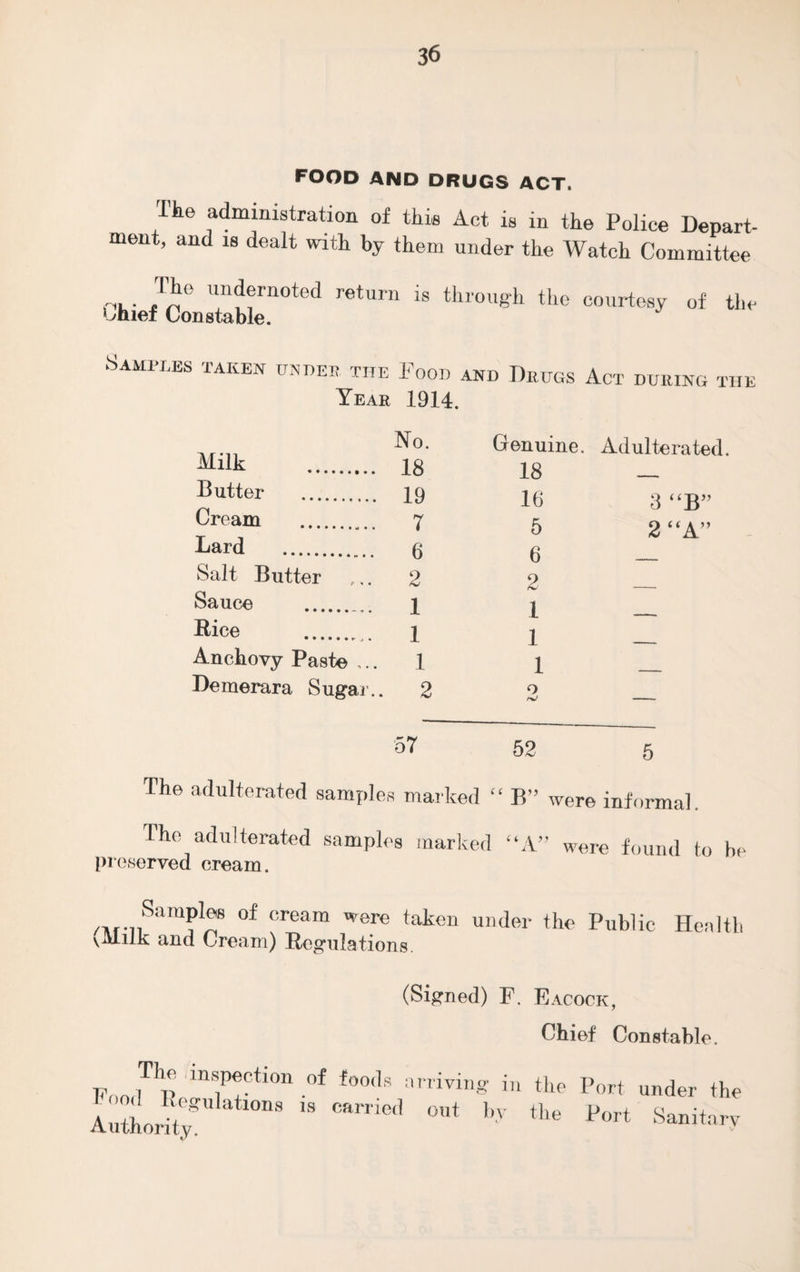 36
FOOD AND DRUGS ACT.
The administration of this Act is in the Police Depart-
ment, and is dealt with by them under the Watch Committee
The undernoted return is through the courtesy of the
Chief Constable.
Samples taken under the Food and Drugs Act during the
Year 1914.
No. Genuine. Adulterated.
Milk ......... 18 18 —
Butter .......... 19 16 3 “B”
Cream .......... 7 5 2 “A”
Lard ............ 6 6 —
Salt Butter ... 2 2 —
Sauce .......... 1 1 —
Rice .......... 1 1 —
Anchovy Paste ... 1 1 —
Demerara Sugar.. 2 2 —
57 52 5
The adulterated samples marked “ B” were informal.
The adulterated samples marked “A” were found to be
preserved cream.
Samples of cream were taken under the Public Health
(Milk and Cream) Regulations.
(Signed) F. Eacock,
Chief Constable.
The inspection of foods arriving in the Port under the
Food Regulations is carried out by the Port Sanitary
Authority.